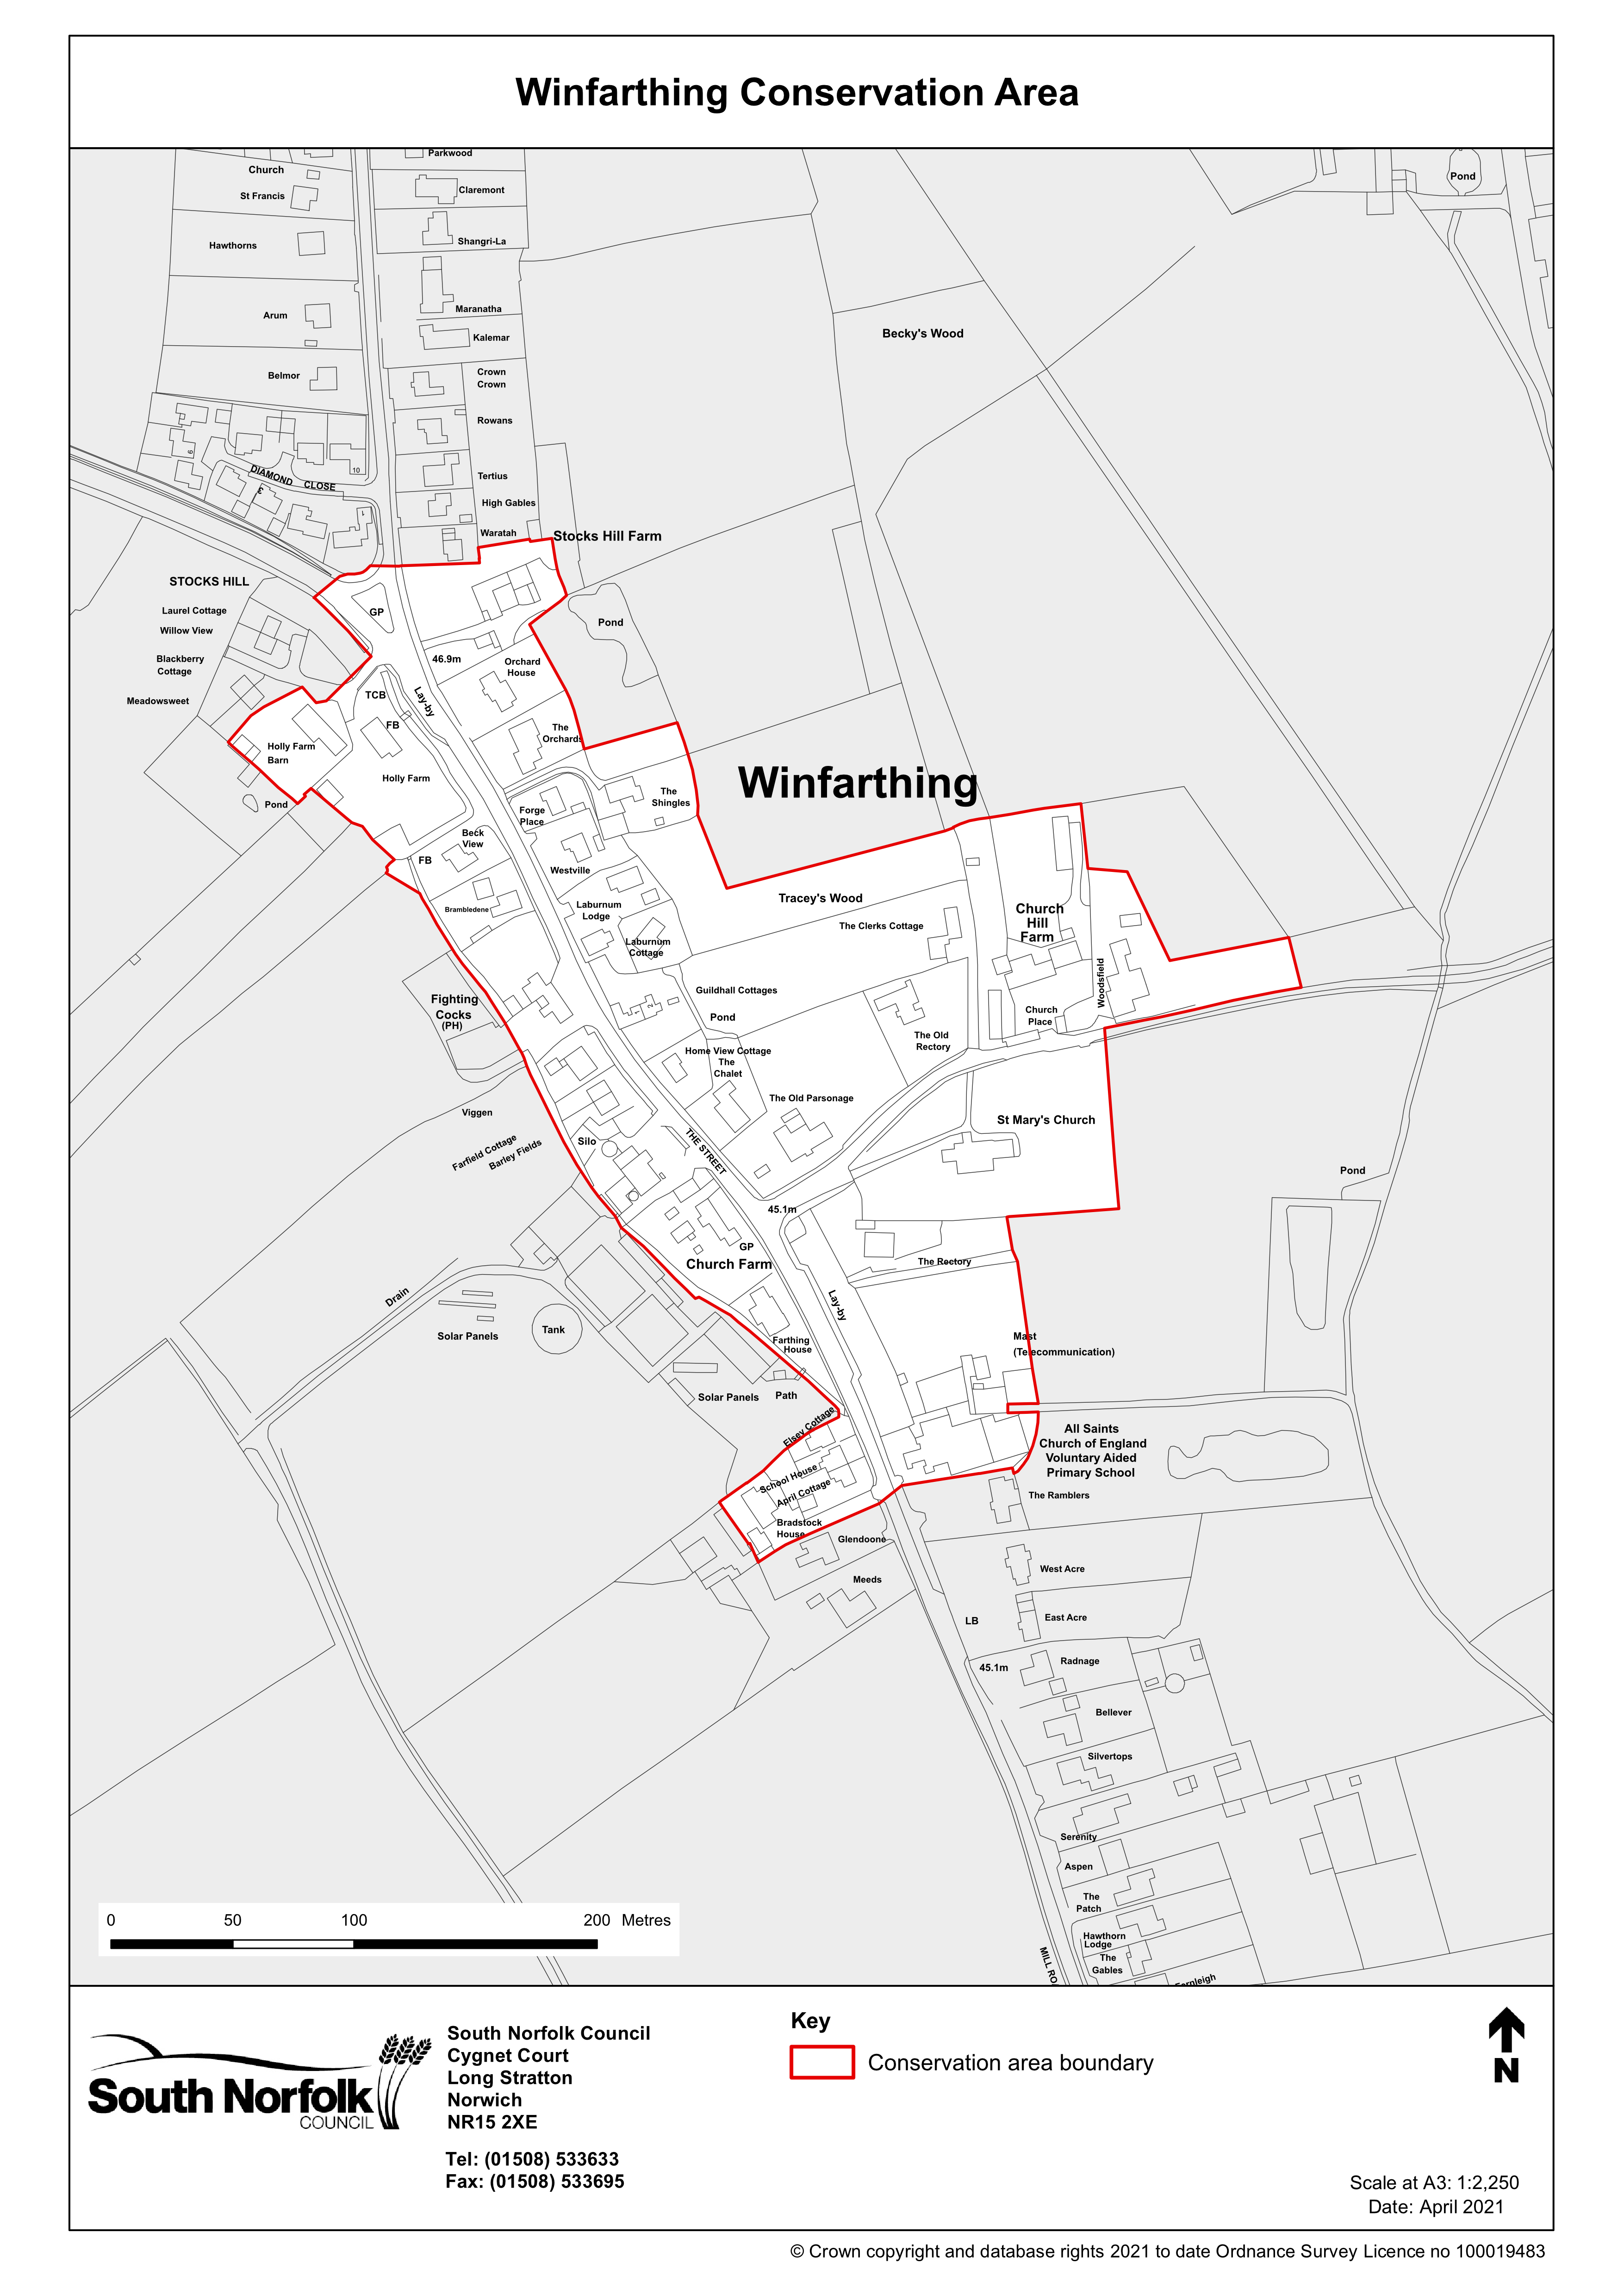 Winfarthing Conservation Area
Parkwood
Church
St Francis
Claremont
Pond
Hawthorns
Shangri-La
Arum
Maranatha
Kalemar
Becky's Wood
Belmor
Crown
Crown
Rowans
Tertius
High Gables
Waratah
9
10
DIAMOND CLOSE
3
1
Stocks Hill Farm
STOCKS HILL
Laurel Cottage
Willow View
Blackberry
Cottage
Meadowsweet
GP
Pond
46.9m
Orchard
House
TCB
Lay-by
FB
The
Orchards
Holly Farm
Barn
Holly Farm
Pond
Winfarthing
The
Shingles
Forge
Place
Beck
View
FB
Westville
Brambledene
Laburnum
Lodge
Laburnum
Cottage
Tracey's Wood
The Clerks Cottage
Church
Hill
Farm
Woodsfield
Church
Place
Fighting
Cocks
(PH)
Guildhall Cottages
1
2
Pond
The Old
Rectory
Home View Cottage
The
Chalet
The Old Parsonage
St Mary's Church
Viggen
Farfield Cottage
Barley Fields
Silo
THE STREET
Pond
45.1m
GP
Church Farm
The Rectory
Drain
Solar Panels
Tank
Lay-by
Farthing
House
Mast
(Telecommunication)
Solar Panels
Path
Elsey Cottage
All Saints
Church of England
Voluntary Aided
Primary School
School House
April Cottage
Bradstock
House
The Ramblers
Glendoone
Meeds
West Acre
LB
East Acre
45.1m
Radnage
Bellever
Silvertops
Serenity
Aspen
The
Patch
Hawthorn
Lodge
The
Gables
MILL RO
Fernleigh
0 50 100 200 Metres
South Norfolk
COUNCIL
South Norfolk Council
Cygnet Court
Long Stratton
Norwich
NR15 2XE
Tel: (01508) 533633
Fax: (01508) 533695
Key
Conservation area boundary
N
Scale at A3: 1:2,250
Date: April 2021
© Crown copyright and database rights 2021 to date Ordnance Survey Licence no 100019483